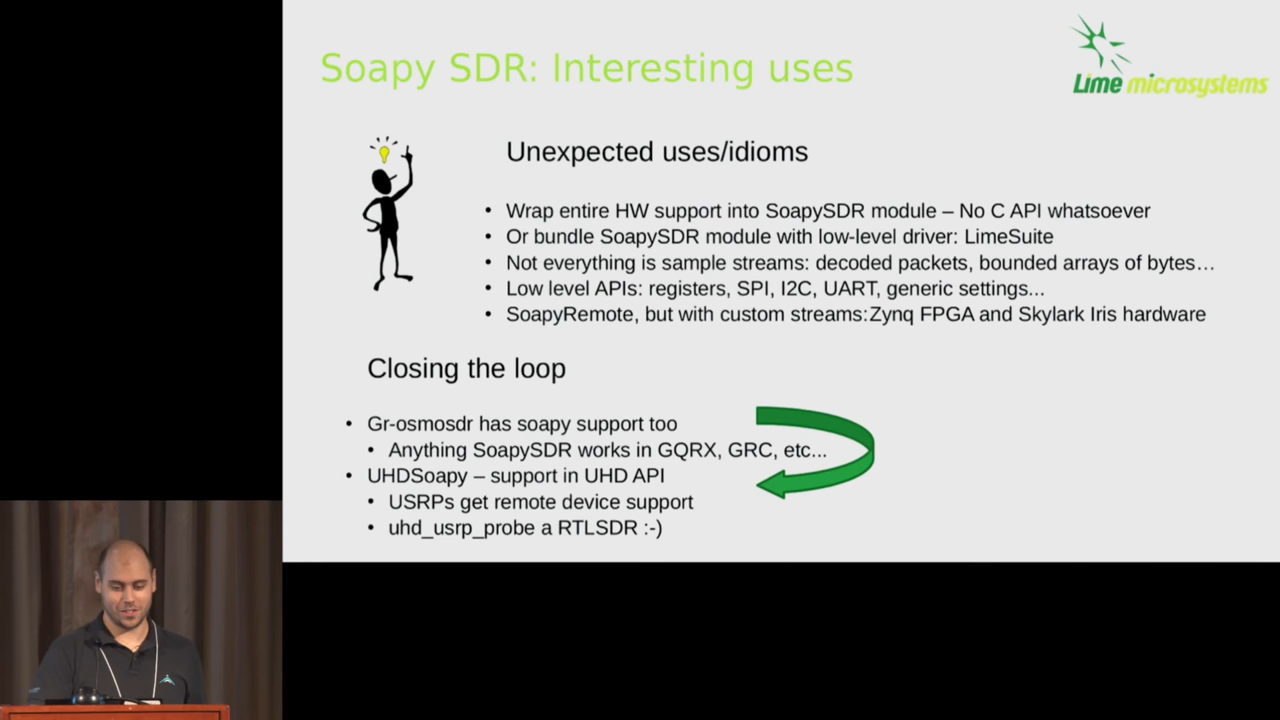 Soapy SDR: Interesting uses
Lime microsystems
Unexpected uses/idioms
• Wrap entire HW support into SoapySDR module – No C API whatsoever
• Or bundle SoapySDR module with low-level driver: LimeSuite
• Not everything is sample streams: decoded packets, bounded arrays of bytes…
• Low level APIs: registers, SPI, I2C, UART, generic settings...
• SoapyRemote, but with custom streams:Zynq FPGA and Skylark Iris hardware
Closing the loop
• Gr-osmosdr has soapy support too
• Anything SoapySDR works in GQRX, GRC, etc...
• UHDSoapy – support in UHD API
• USRPs get remote device support
• uhd_usrp_probe a RTLSDR :-)